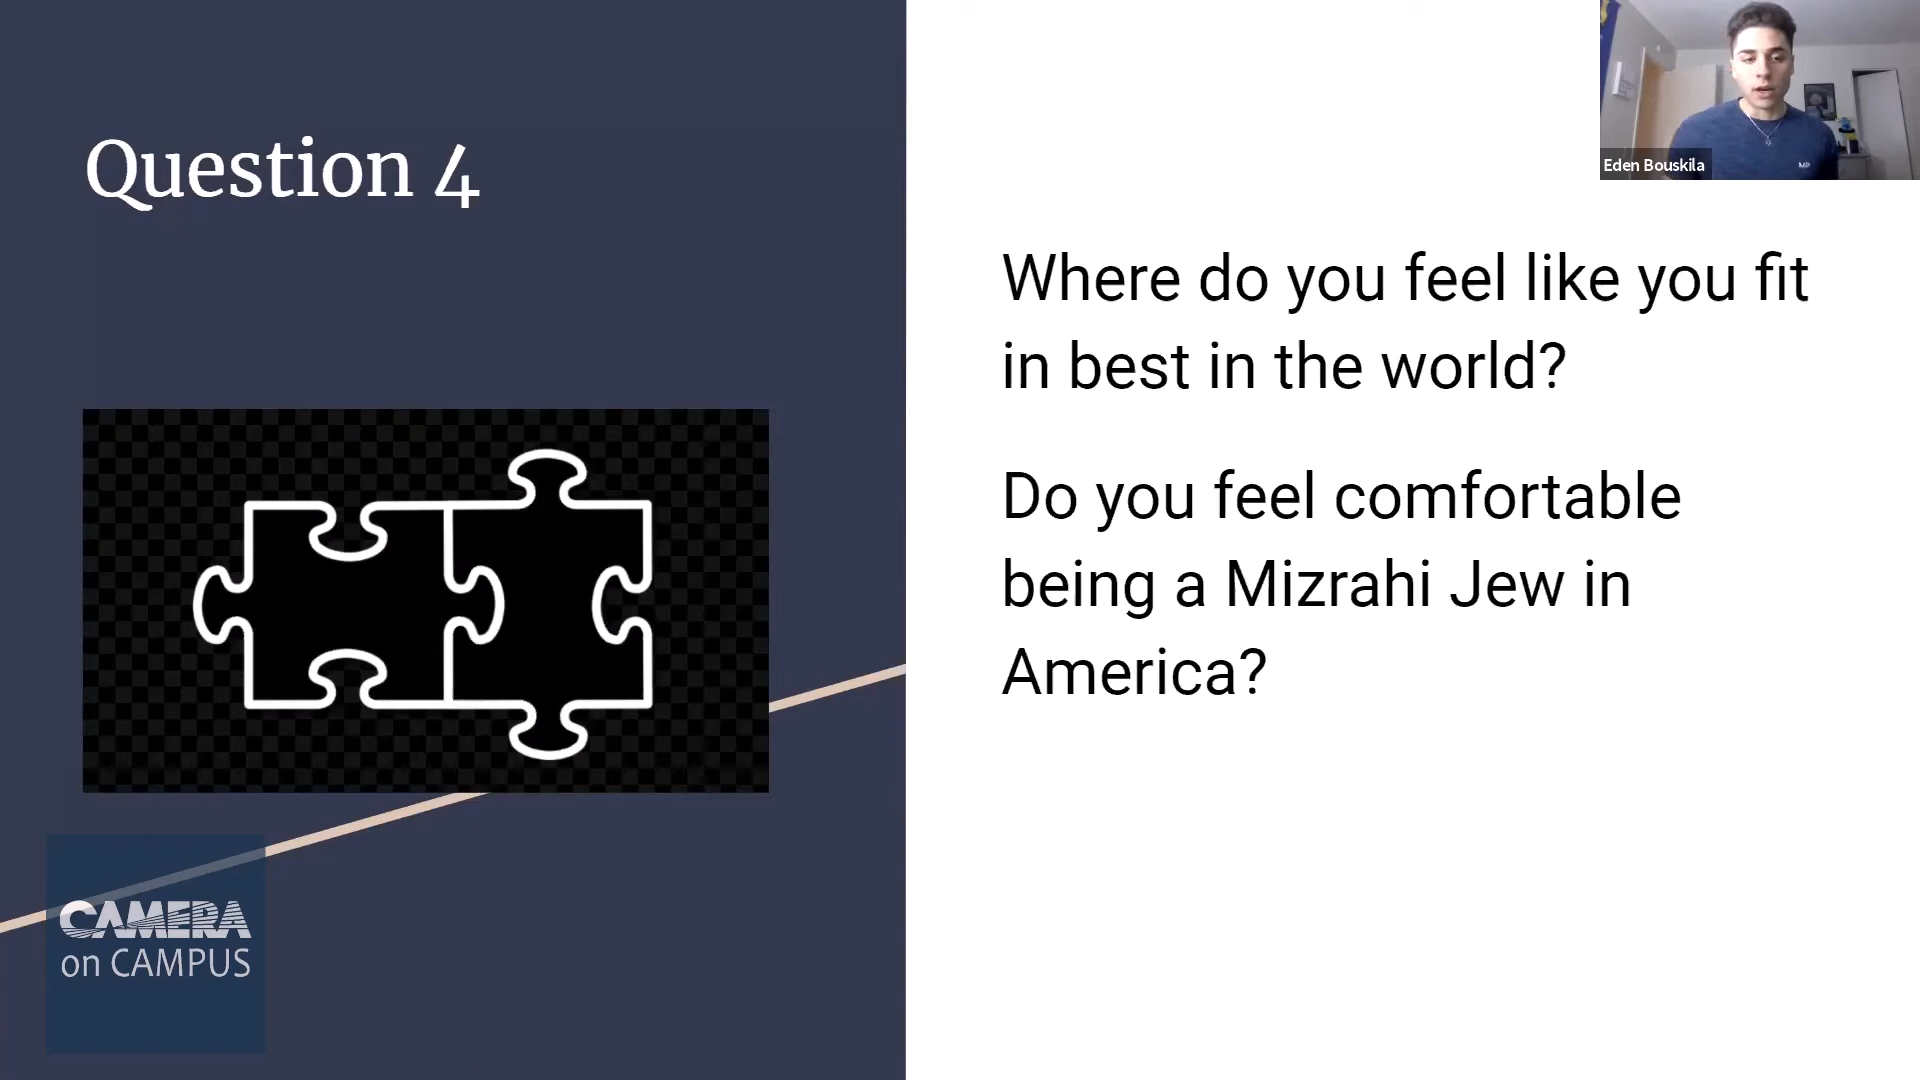 Question 4
Where do you feel like you fit
in best in the world?
Do you feel comfortable
being a Mizrahi Jew in
America?
Eden Bouskila
MP
CAMERA
on CAMPUS